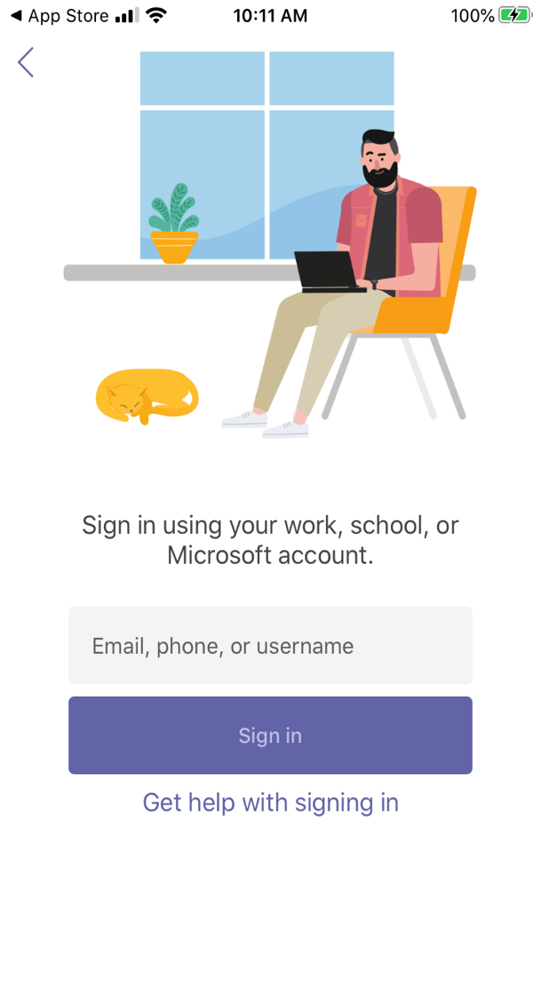 App Store 10:11 AM 100%
Sign in using your work, school, or
Microsoft account.
Email, phone, or username
Sign in
Get help with signing in